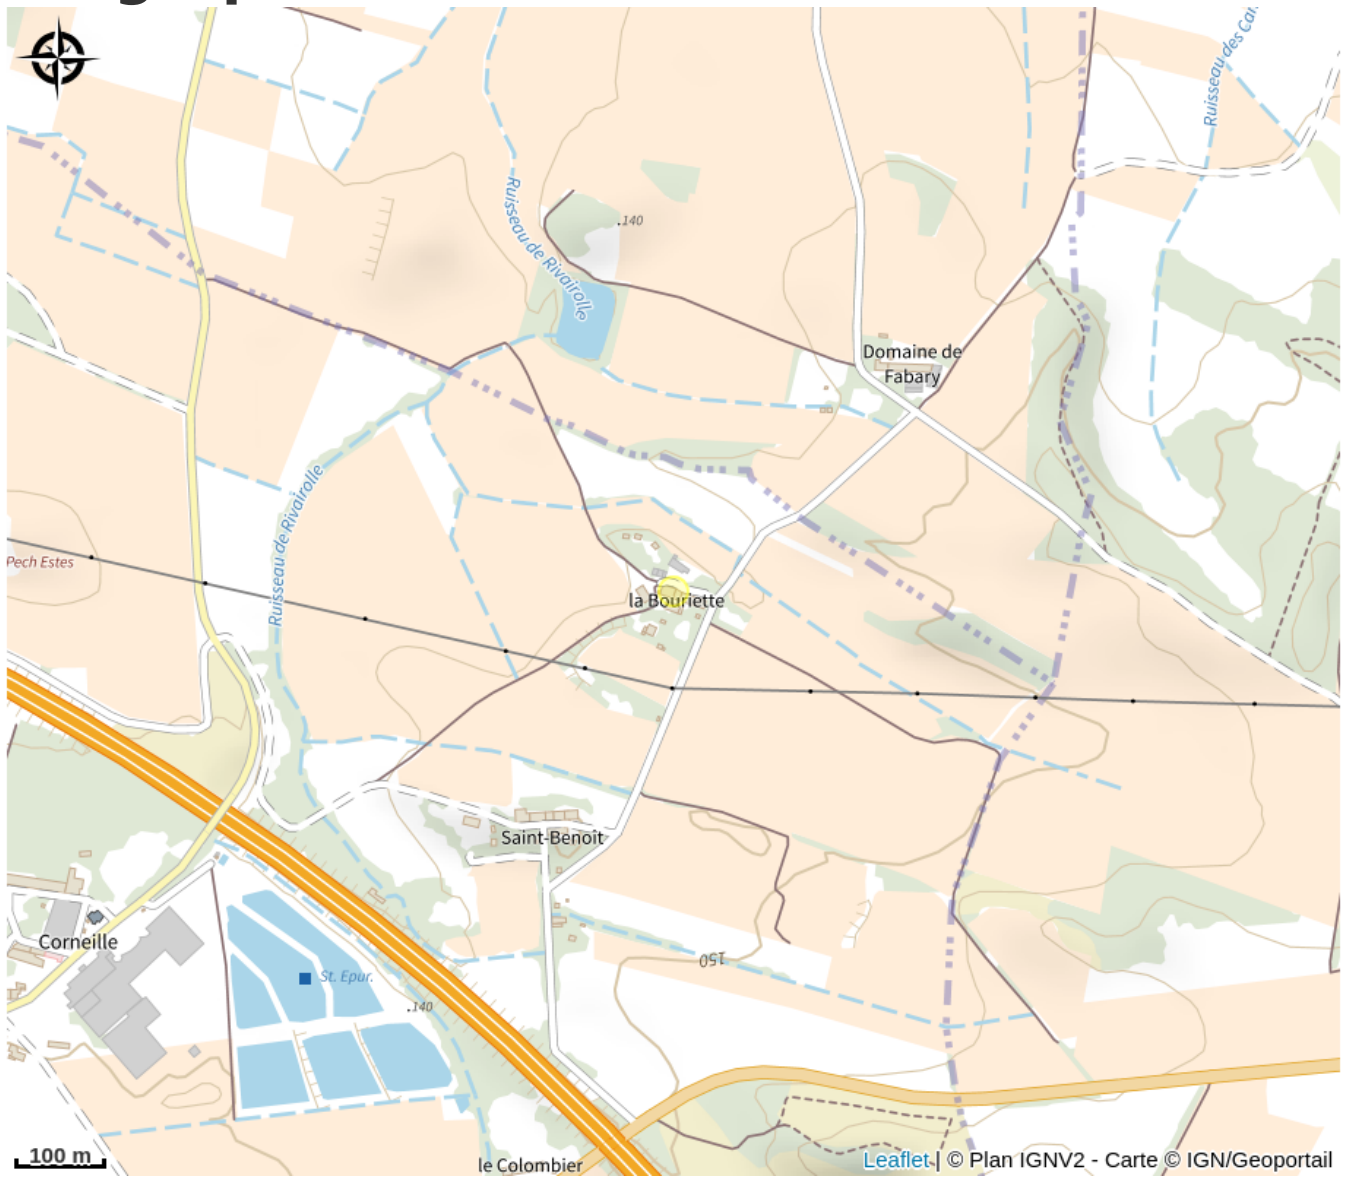 Ruisseau des Car
Ruisseau de Rivairolle
.140
Domaine de
Fabary
Ruisseau de Rivairolle
Pech Estes
la Bouriette
Saint-Benoit
Corneille
150
St. Epur.
.140
100 m
le Colombier
Leaflet | © Plan IGNV2 - Carte © IGN/Geoportail